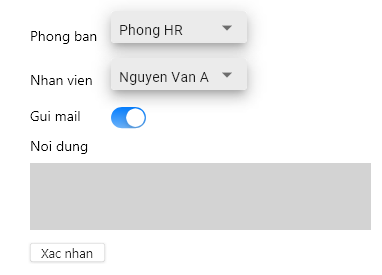 Phong ban Phong HR
Nhan vien Nguyen Van A
Gui mail
Noi dung
Xac nhan